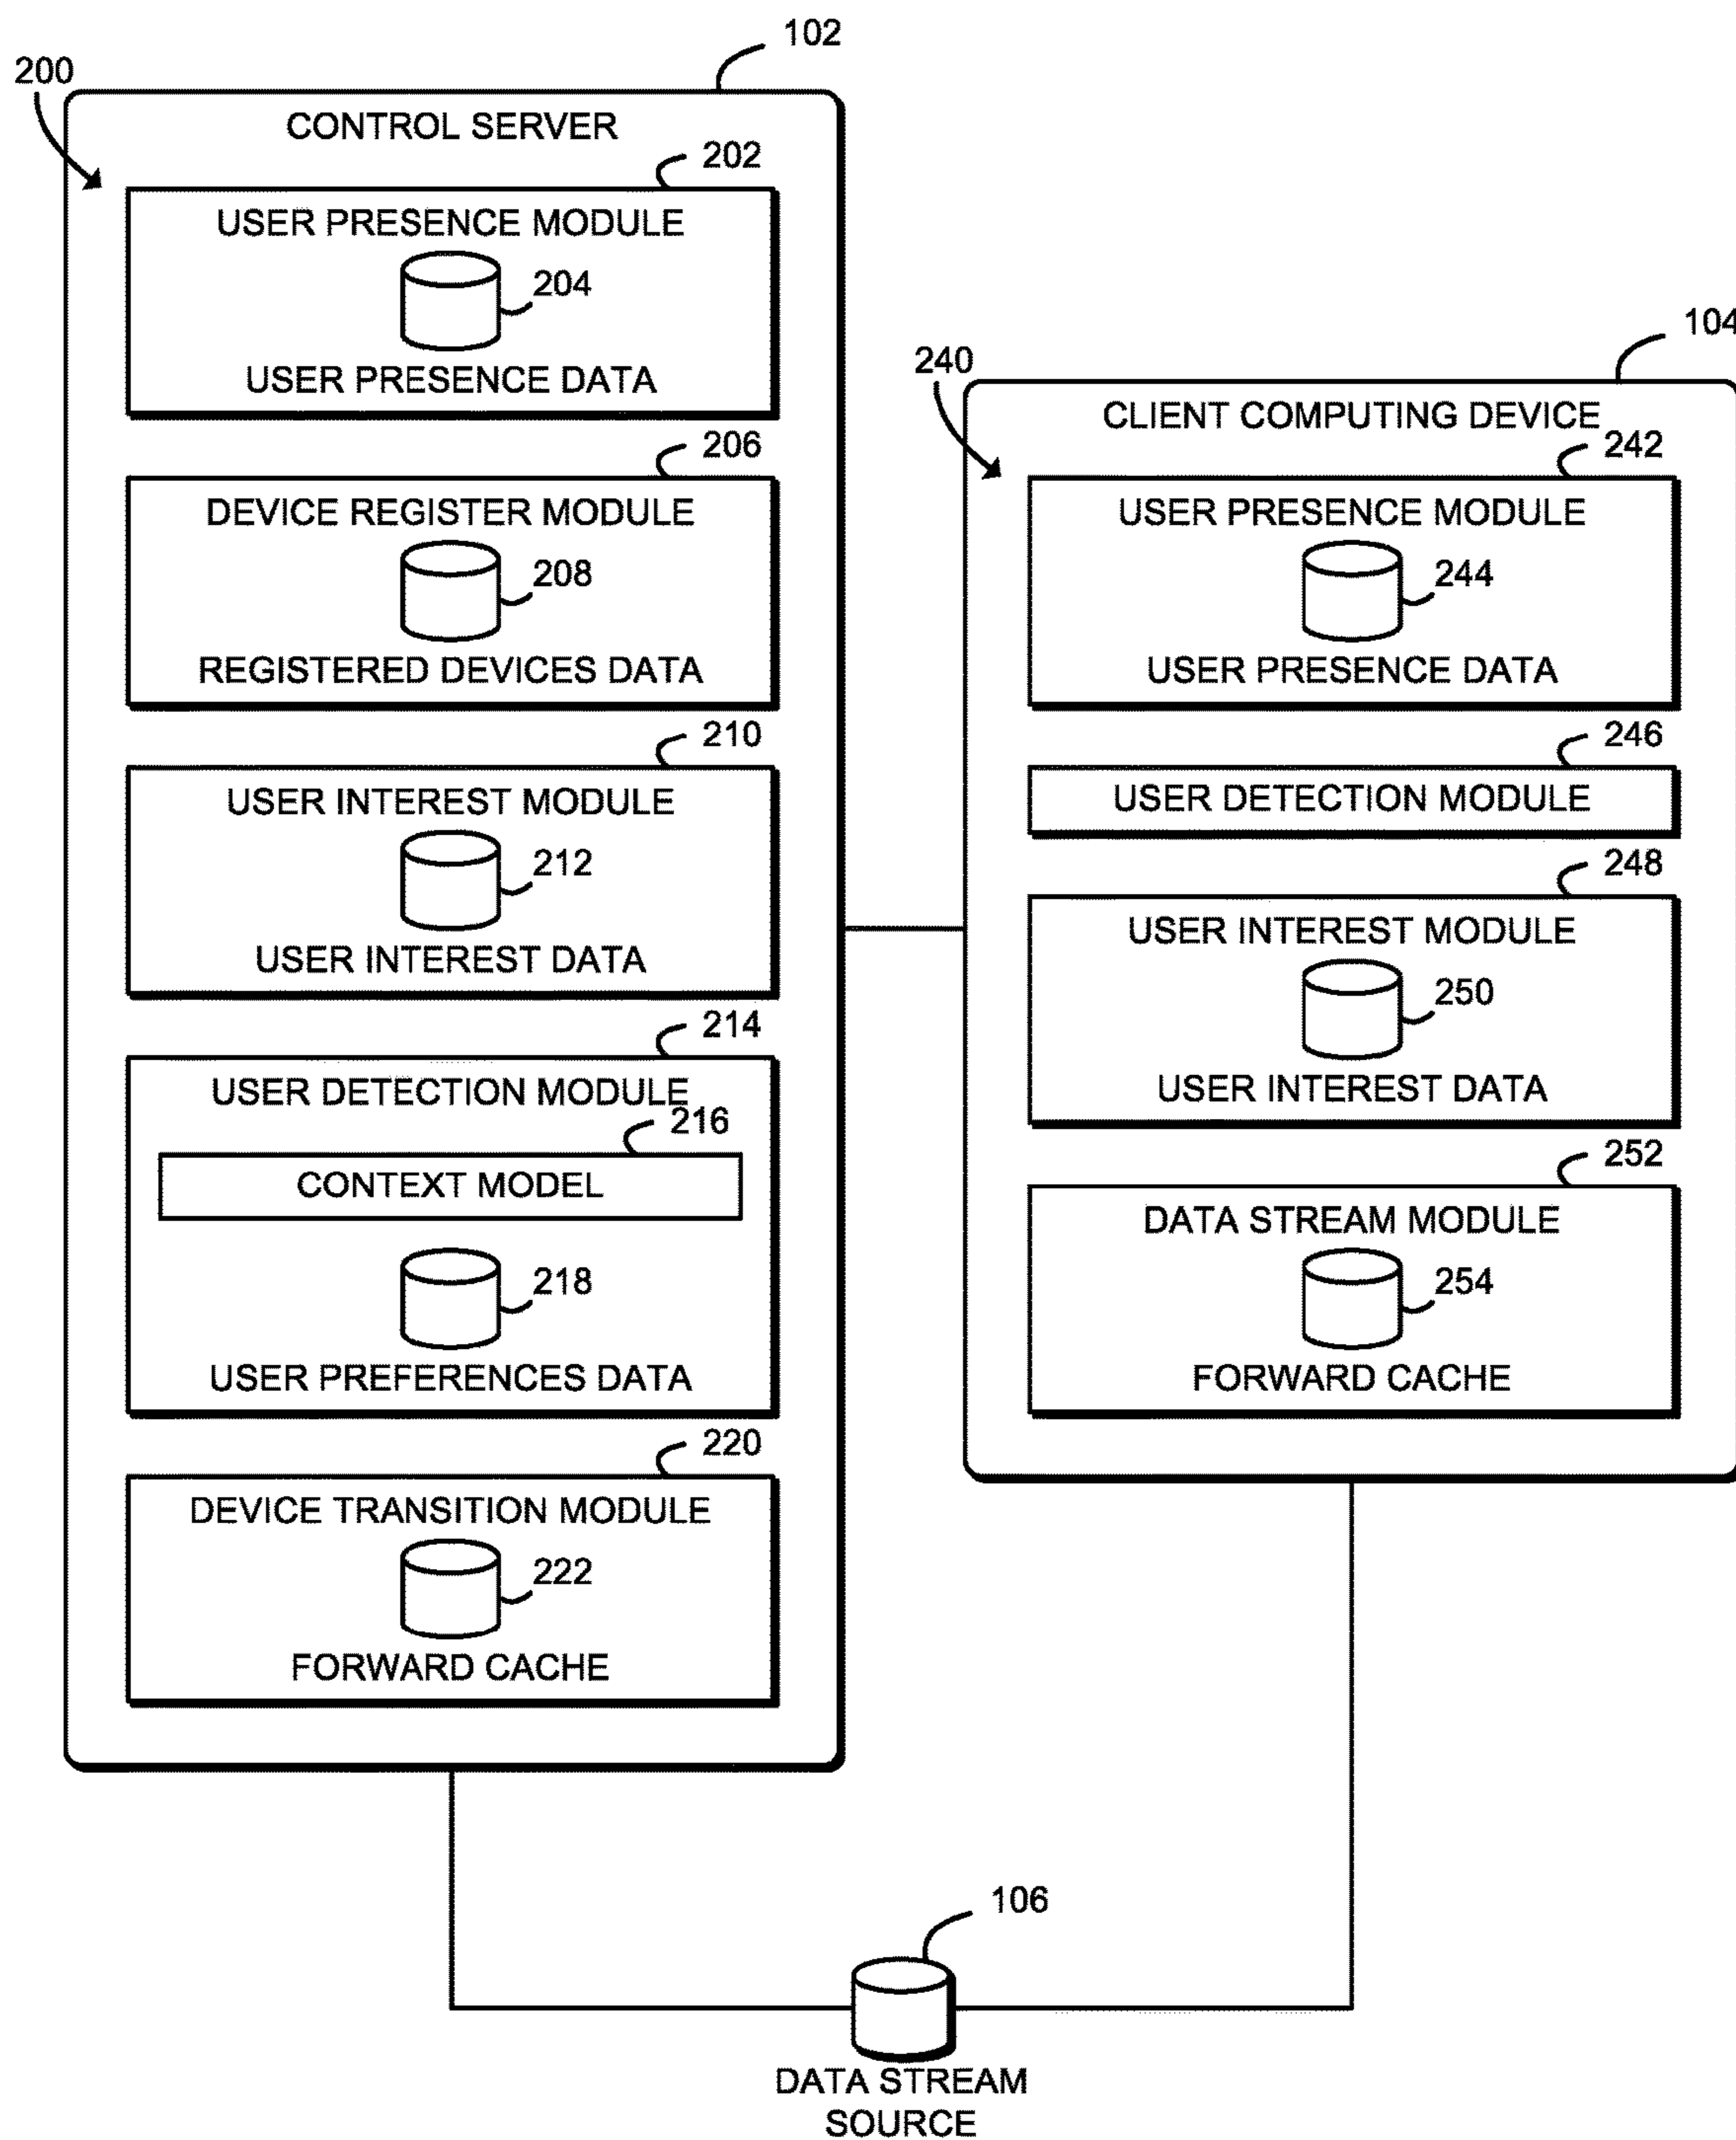 102
200
CONTROL SERVER
202
USER PRESENCE MODULE
204
USER PRESENCE DATA
206
DEVICE REGISTER MODULE
208
REGISTERED DEVICES DATA
210
USER INTEREST MODULE
212
USER INTEREST DATA
214
USER DETECTION MODULE
216
CONTEXT MODEL
218
USER PREFERENCES DATA
220
DEVICE TRANSITION MODULE
222
FORWARD CACHE
104
240
CLIENT COMPUTING DEVICE
242
USER PRESENCE MODULE
244
USER PRESENCE DATA
246
USER DETECTION MODULE
248
USER INTEREST MODULE
250
USER INTEREST DATA
252
DATA STREAM MODULE
254
FORWARD CACHE
106
DATA STREAM
SOURCE